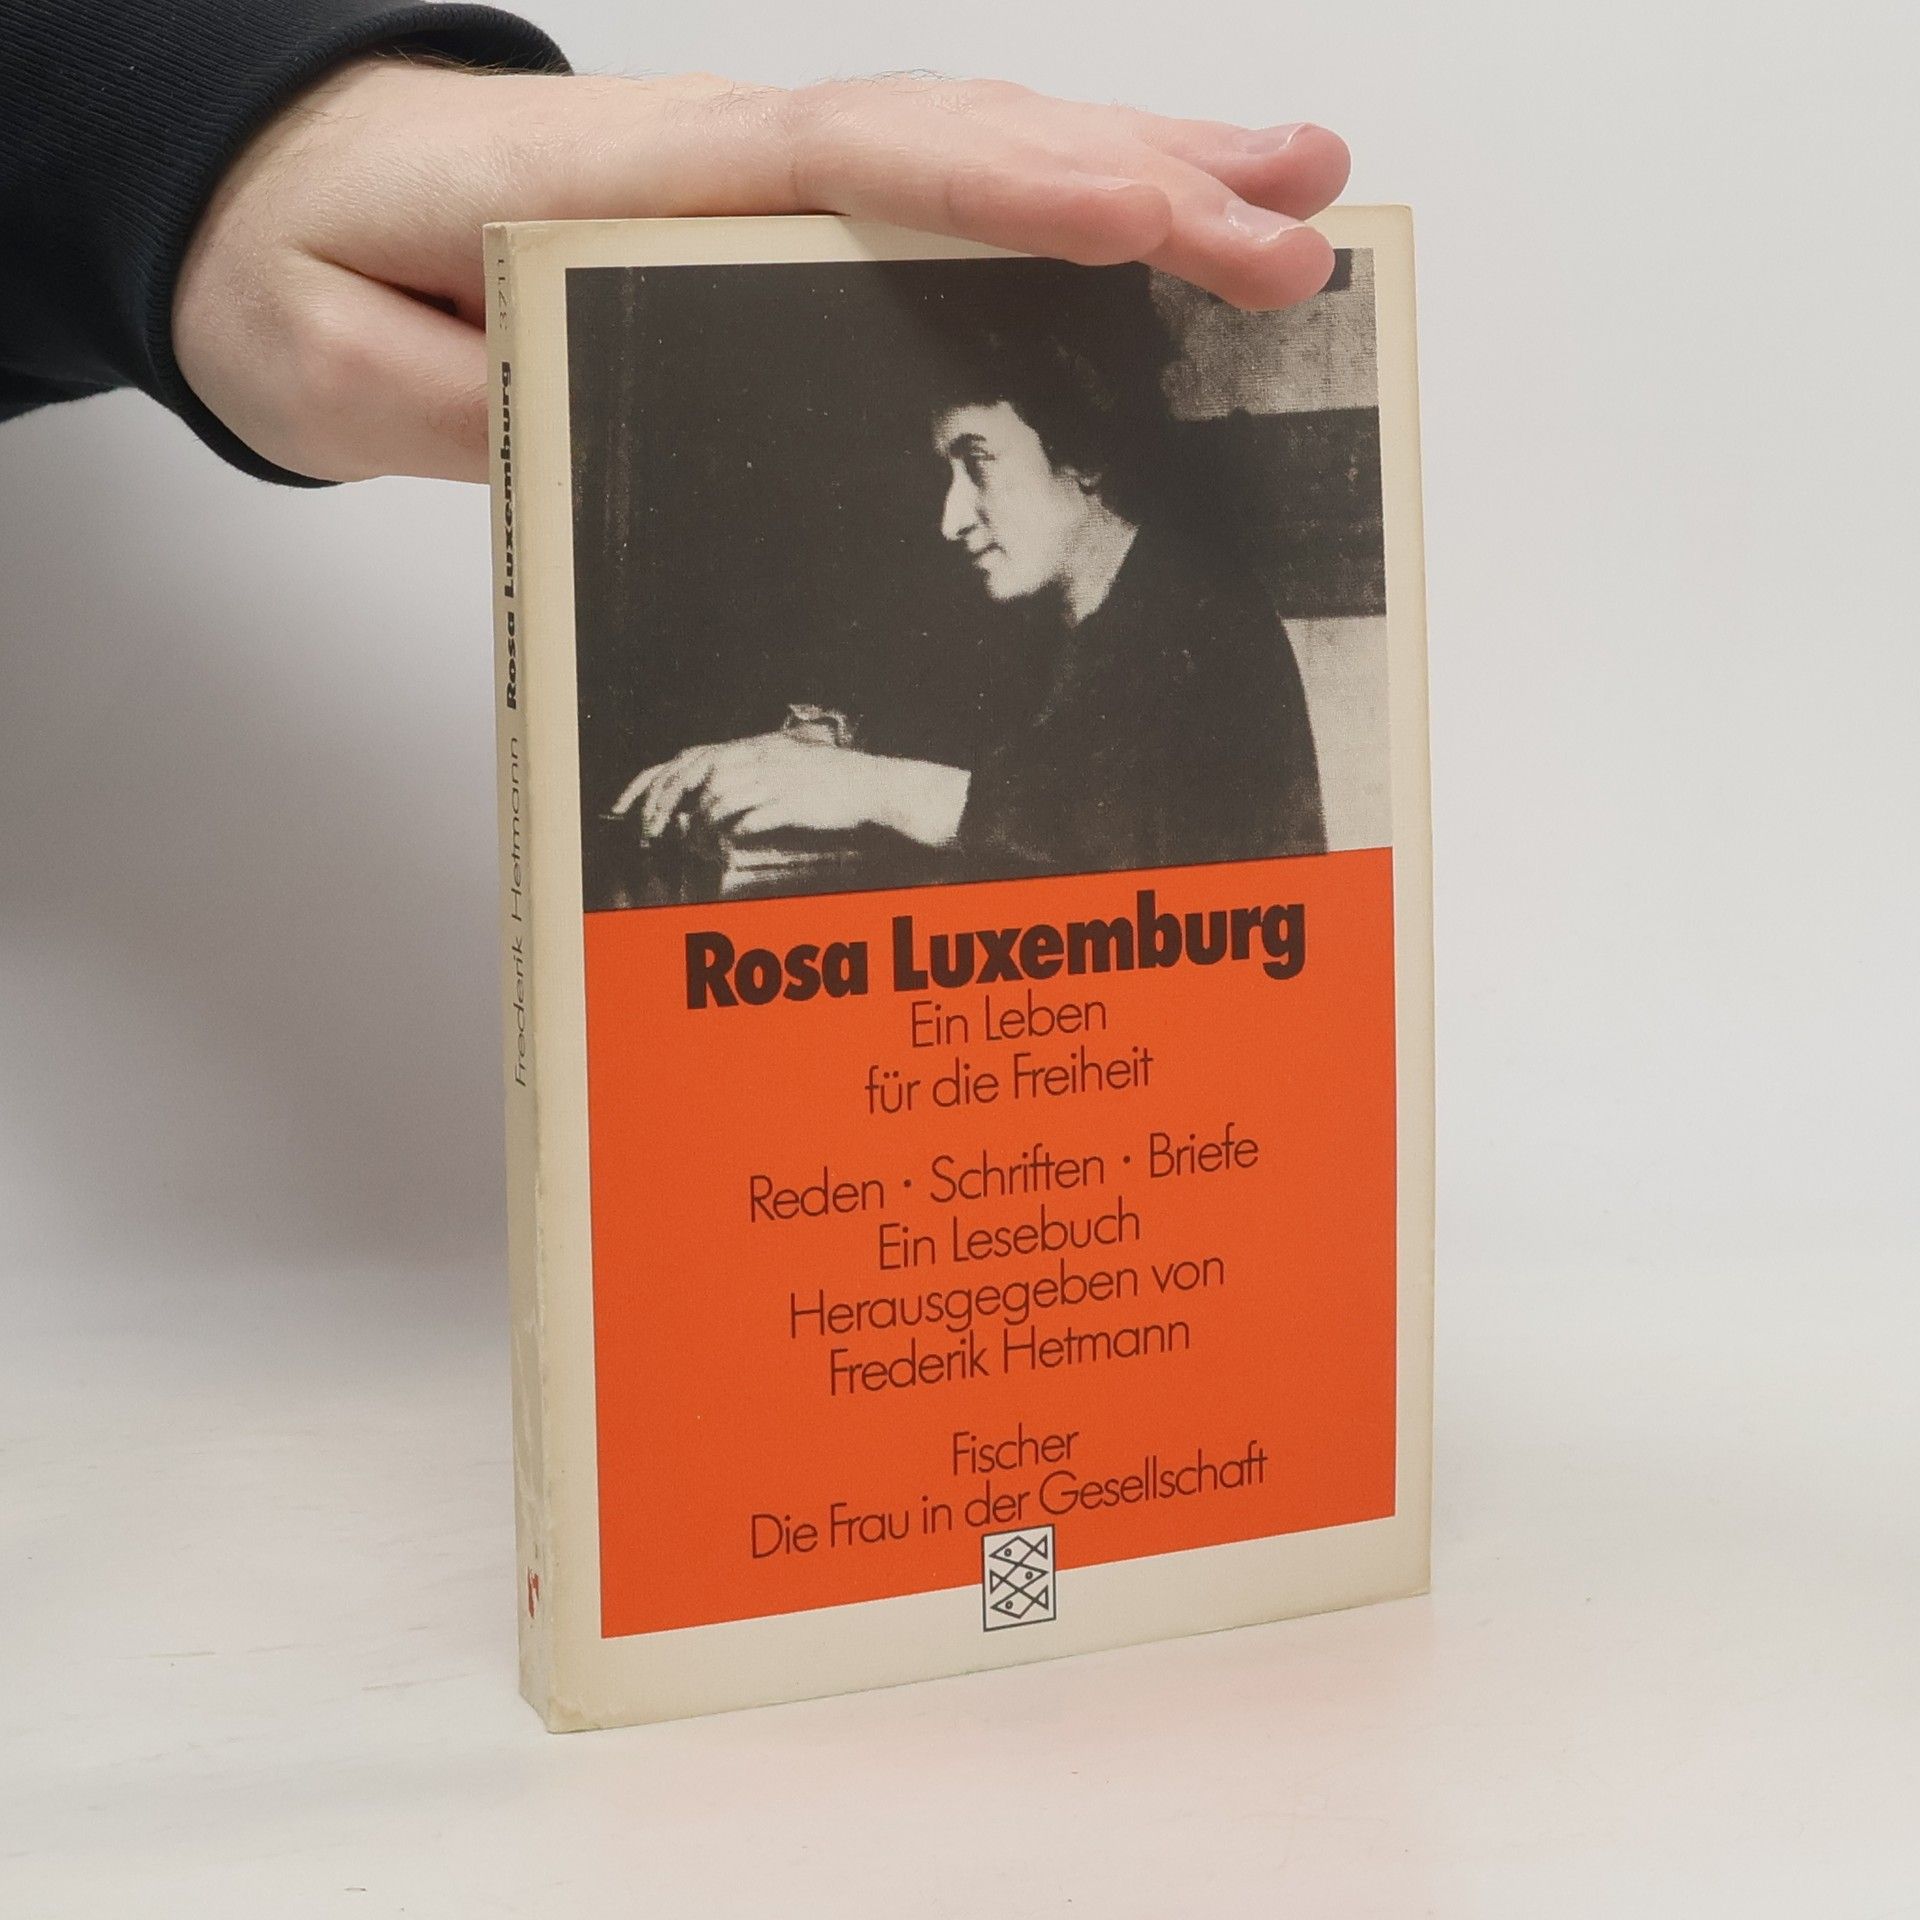 Frederik Hetmann Rosa Luxemburg 3711
Rosa Luxemburg
Ein Leben
für die Freiheit
Reden · Schriften · Briefe
Ein Lesebuch
Herausgegeben von
Frederik Hetmann
Fischer
Die Frau in der Gesellschaft